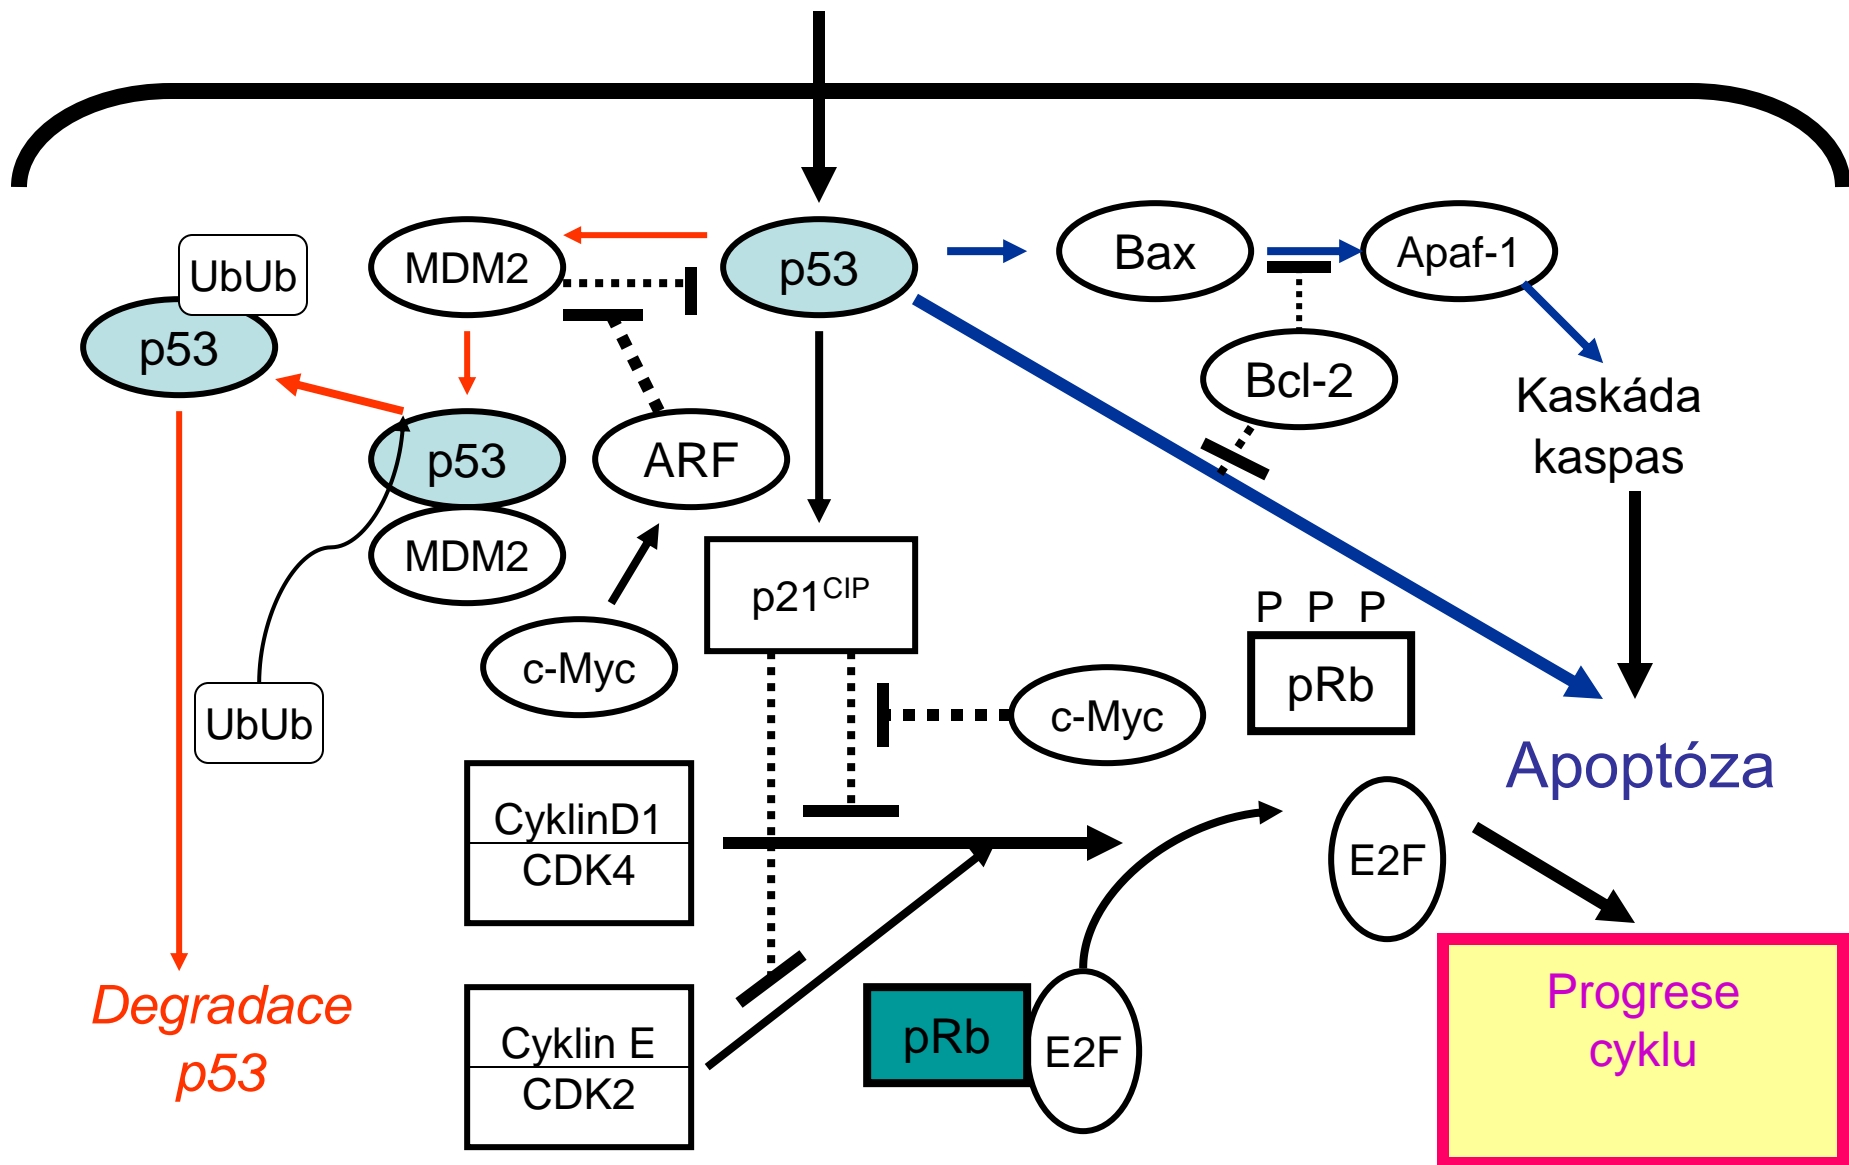 UbUb
MDM2
p53
Bax
Apaf-1
p53
Bcl-2
Kaskáda
kaspas
p53
ARF
MDM2
p21CIP
P P P
c-Myc
pRb
c-Myc
UbUb
Apoptóza
CyklinD1
CDK4
E2F
Degradace
p53
Cyklin E
CDK2
pRb
E2F
Progrese
cyklu